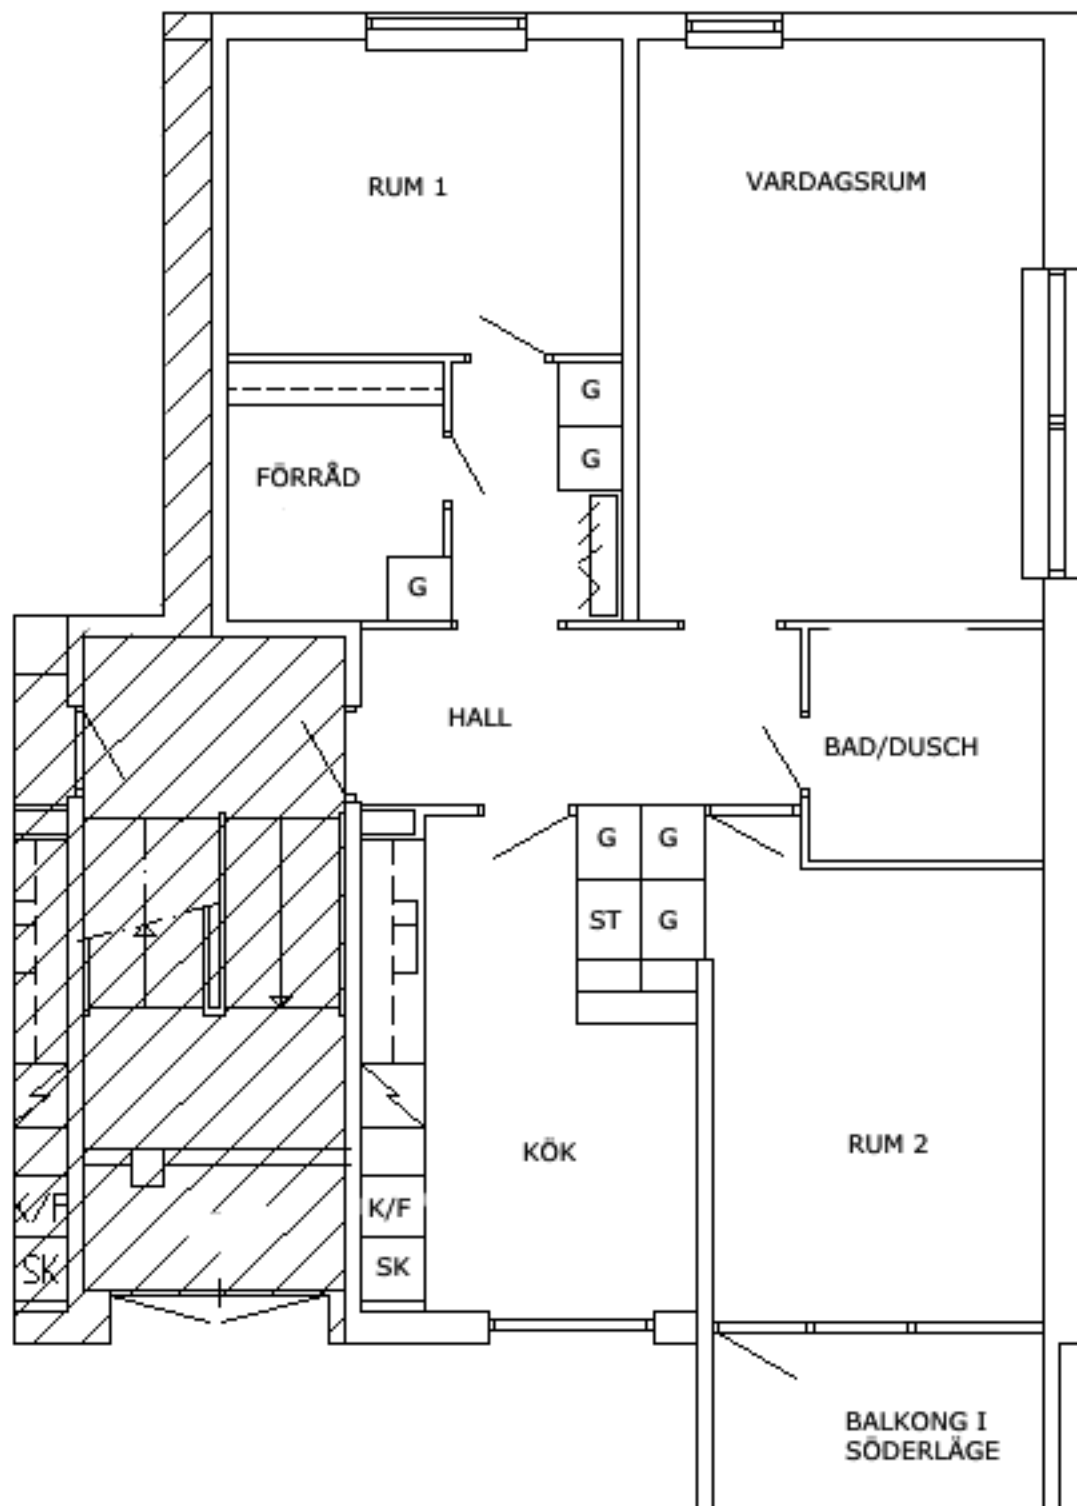 RUM 1
VARDAGSRUM
G
G
FÖRRÅD
G
HALL
BAD/DUSCH
G G
ST G
KÖK
RUM 2
K/F K/F
SK SK
BALKONG I
SÖDERLÄGE